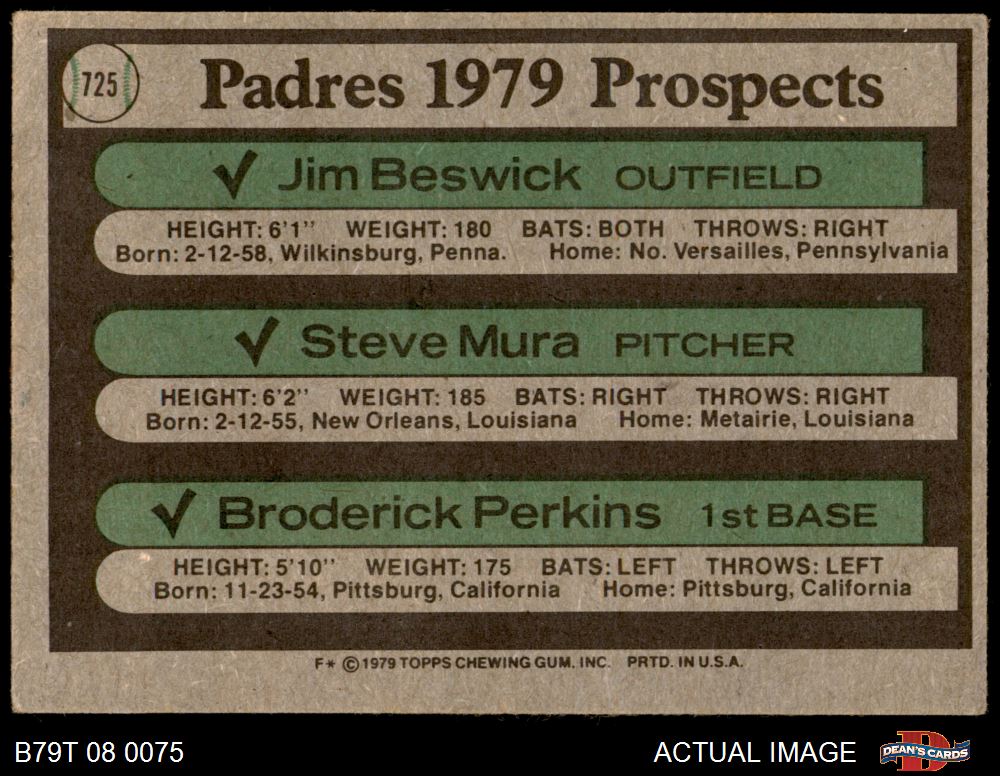 725
Padres 1979 Prospects
✓ Jim Beswick OUTFIELD
HEIGHT: 6'1" WEIGHT: 180 BATS: BOTH THROWS: RIGHT
Born: 2-12-58, Wilkinsburg, Penna. Home: No. Versailles, Pennsylvania
✓ Steve Mura PITCHER
HEIGHT: 6'2" WEIGHT: 185 BATS: RIGHT THROWS: RIGHT
Born: 2-12-55, New Orleans, Louisiana Home: Metairie, Louisiana
✓ Broderick Perkins 1st BASE
HEIGHT: 5'10" WEIGHT: 175 BATS: LEFT THROWS: LEFT
Born: 11-23-54, Pittsburg, California Home: Pittsburg, California
F* © 1979 TOPPS CHEWING GUM, INC. PRTD. IN U.S.A.
B79T 08 0075 ACTUAL IMAGE D DEAN'S CARDS